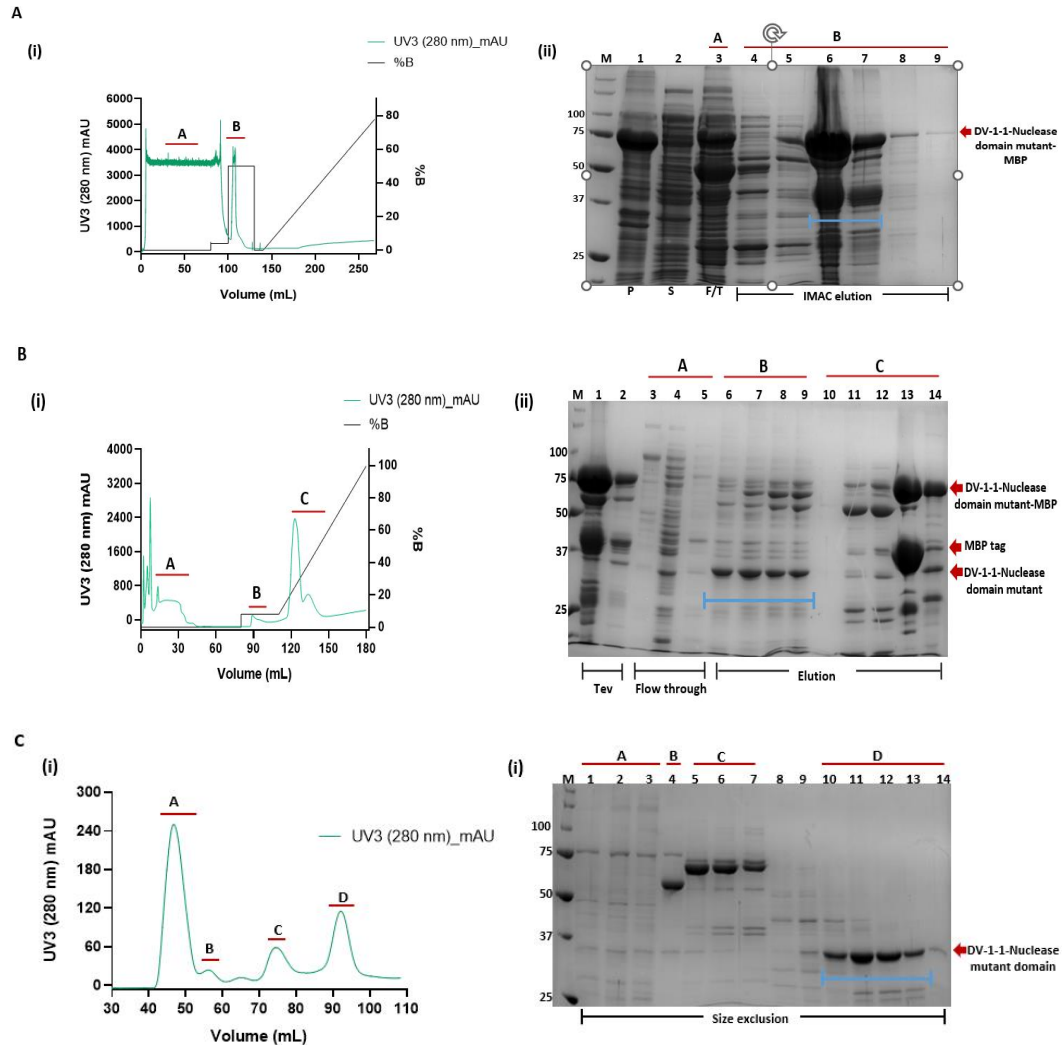 A
(i)
UV3 (280 nm)_mAU
%B
6000
5000
4000
3000
2000
1000
0
UV3 (280 nm) mAU
A
B
80
60
40
20
0
%B
0 50 100 150 200 250
Volume (mL)
(ii)
A B
M 1 2 3 4 5 6 7 8 9
100
75
50
37
25
DV-1-1-Nuclease
domain mutant-
MBP
P S F/T
IMAC elution
B
(i)
UV3 (280 nm)_mAU
%B
4000
3200
2400
1600
800
0
UV3 (280 nm) mAU
A
B
C
100
80
60
40
20
0
%B
0 30 60 90 120 150 180
Volume (mL)
(ii)
A B C
M 1 2 3 4 5 6 7 8 9 10 11 12 13 14
100
75
50
37
25
DV-1-1-Nuclease
domain mutant-MBP
MBP tag
DV-1-1-Nuclease
domain mutant
Tev
Flow through
Elution
C
(i)
UV3 (280 nm)_mAU
300
240
180
120
60
0
UV3 (280 nm) mAU
A
B
C
D
30 40 50 60 70 80 90 100 110
Volume (mL)
(i)
A B C D
M 1 2 3 4 5 6 7 8 9 10 11 12 13 14
100
75
50
37
25
DV-1-1-Nuclease
mutant domain
Size exclusion